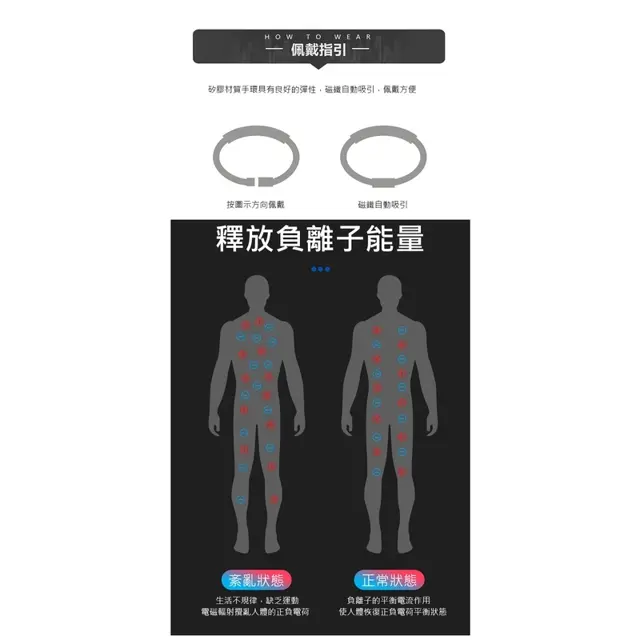 HOW TO WEAR
佩戴指引
矽膠材質手環具有良好的彈性,磁鐵自動吸引,佩戴方便
按圖示方向佩戴
磁鐵自動吸引
釋放負離子能量
紊亂狀態
生活不規律,缺乏運動
電磁輻射擾亂人體的正負電荷
正常狀態
負離子的平衡電流作用
使人體恢復正負電荷平衡狀態